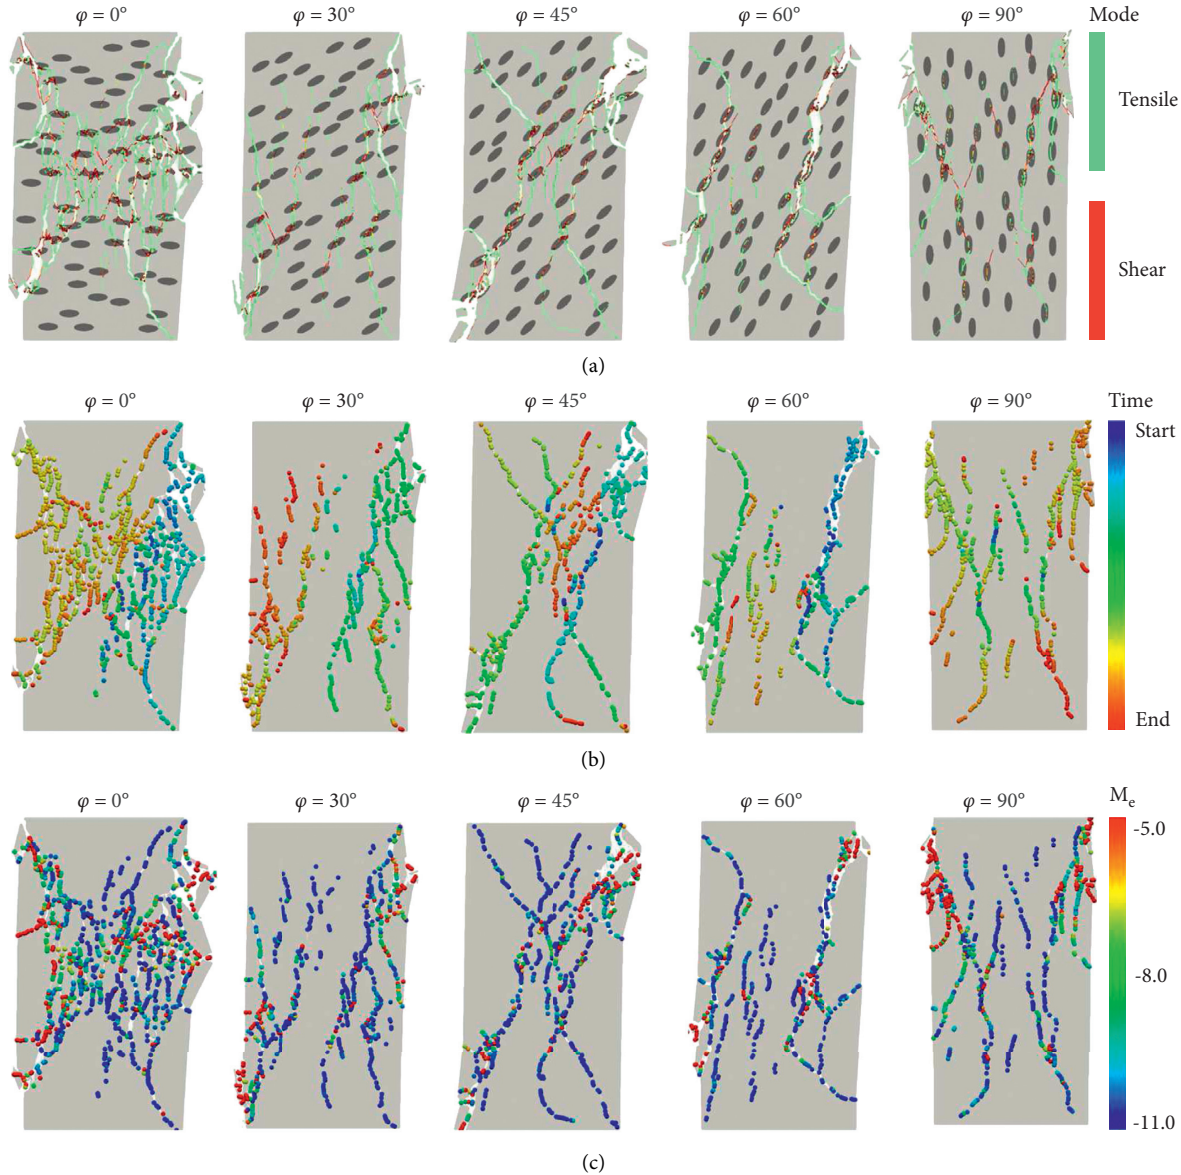 φ = 0° φ = 30° φ = 45° φ = 60° φ = 90° Mode
Tensile
Shear
(a)
φ = 0° φ = 30° φ = 45° φ = 60° φ = 90° Time
Start
End
(b)
φ = 0° φ = 30° φ = 45° φ = 60° φ = 90° Me
-5.0
-8.0
-11.0
(c)